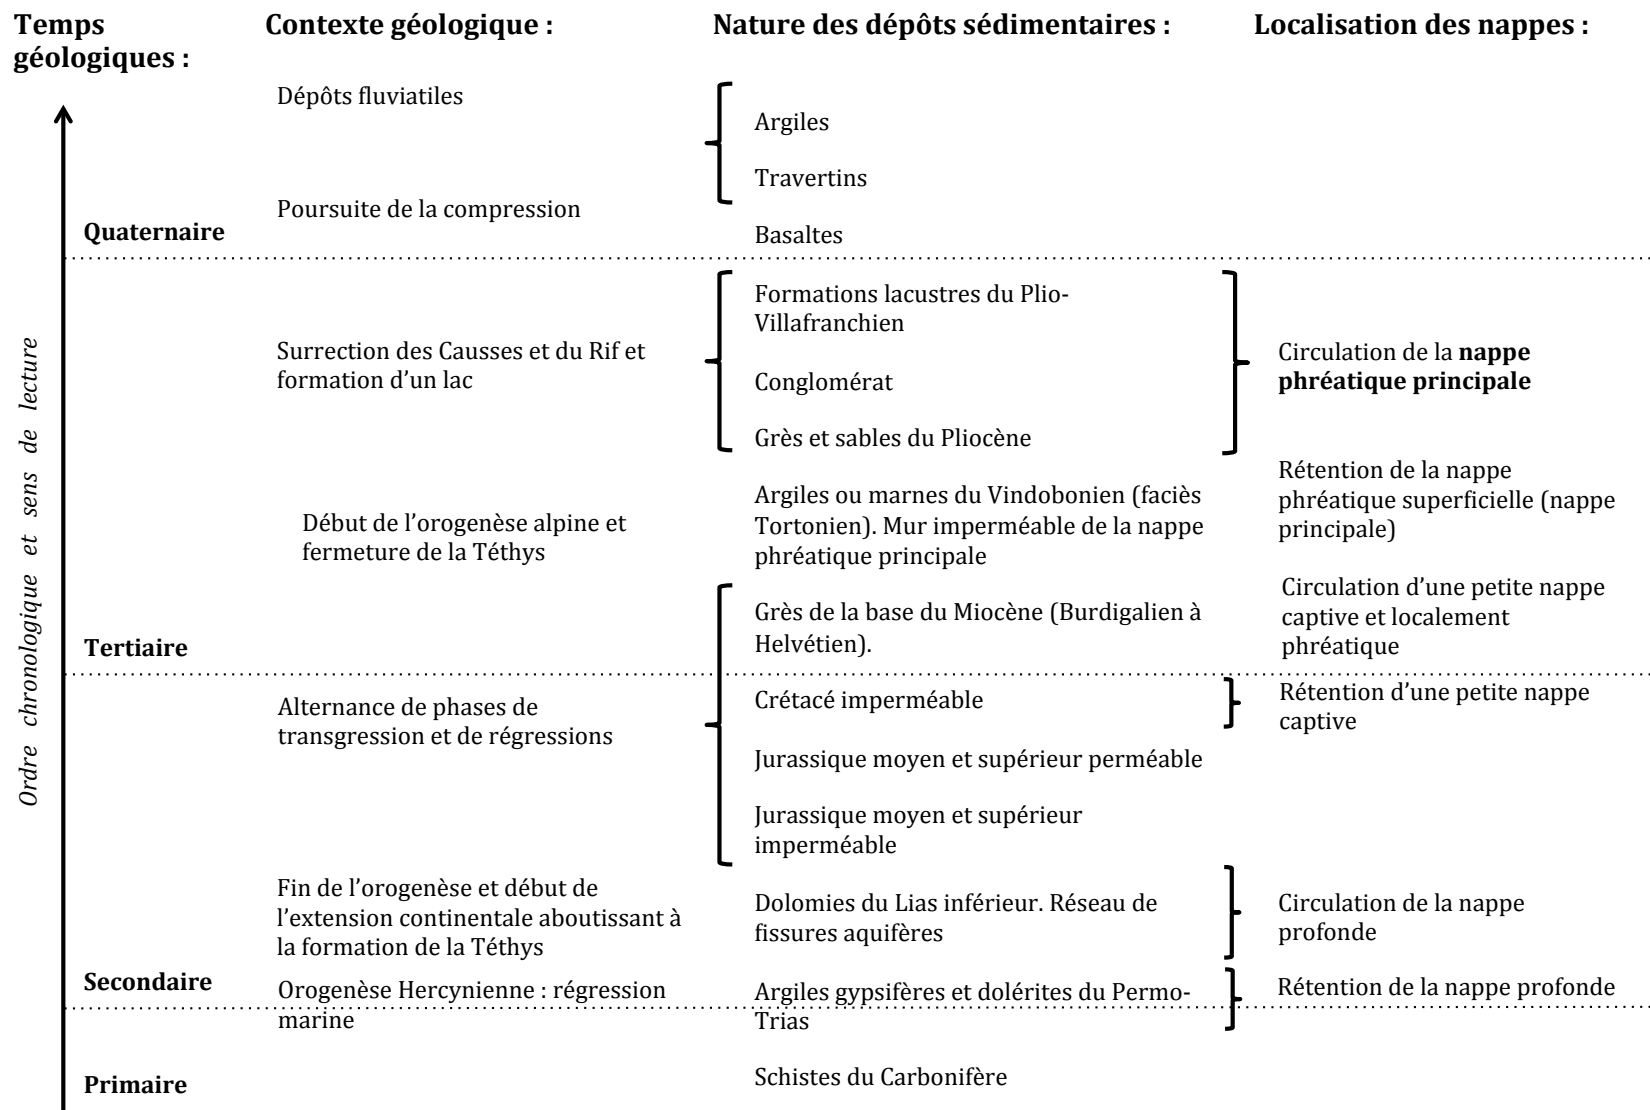 Temps
géologiques :
Contexte géologique :
Nature des dépôts sédimentaires :
Localisation des nappes :
Ordre chronologique et sens de lecture
Dépôts fluviatiles
Argiles
Travertins
Poursuite de la compression
Quaternaire
Basaltes
Formations lacustres du Plio-
Villafranchien
Surrection des Causses et du Rif et
formation d’un lac
Conglomérat
Grès et sables du Pliocène
Circulation de la nappe
phréatique principale
Début de l’orogenèse alpine et
fermeture de la Téthys
Argiles ou marnes du Vindobonien (faciès
Tortonien). Mur imperméable de la nappe
phréatique principale
Rétention de la nappe
phréatique superficielle (nappe
principale)
Grès de la base du Miocène (Burdigalien à
Helvétien).
Circulation d’une petite nappe
captive et localement
phréatique
Tertiaire
Alternance de phases de
transgression et de régressions
Crétacé imperméable
Rétention d’une petite nappe
captive
Jurassique moyen et supérieur perméable
Jurassique moyen et supérieur
imperméable
Fin de l’orogenèse et début de
l’extension continentale aboutissant à
la formation de la Téthys
Dolomies du Lias inférieur. Réseau de
fissures aquifères
Circulation de la nappe
profonde
Secondaire
Orogenèse Hercynienne : régression
marine
Argiles gypsifères et dolérites du Permo-
Trias
Rétention de la nappe profonde
Primaire
Schistes du Carbonifère